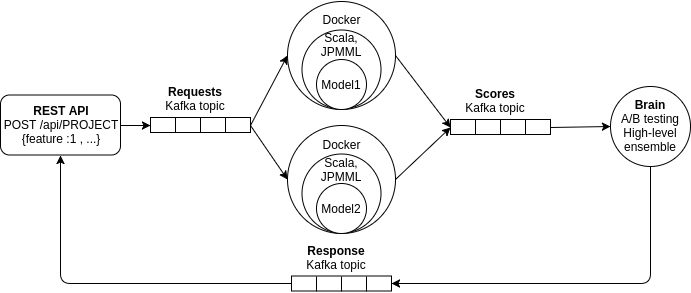 REST API
POST /api/PROJECT
{feature :1 , ...}
Requests
Kafka topic
Docker
Scala,
JPMML
Model1
Docker
Scala,
JPMML
Model2
Scores
Kafka topic
Brain
A/B testing
High-level
ensemble
Response
Kafka topic